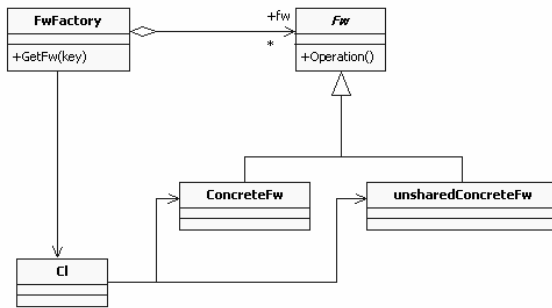 FwFactory
+GetFw(key)
+fw
*
Fw
+Operation()
ConcreteFw
unsharedConcreteFw
Cl